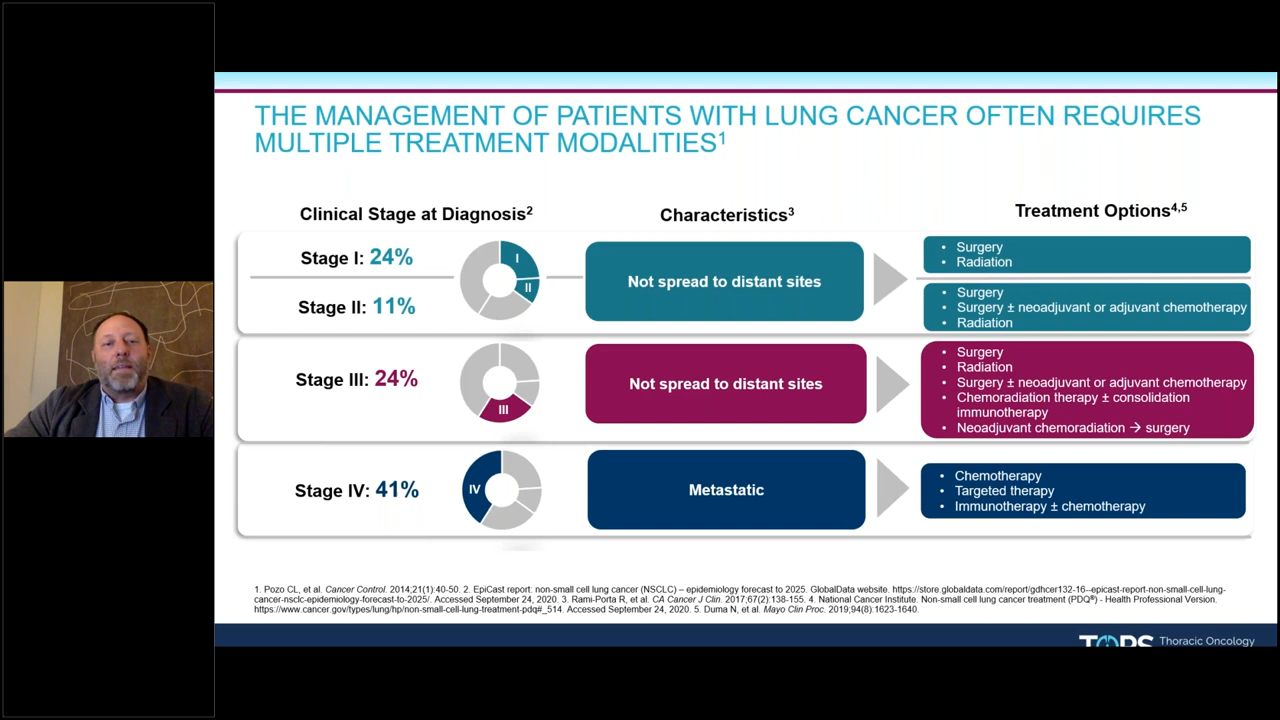 THE MANAGEMENT OF PATIENTS WITH LUNG CANCER OFTEN REQUIRES
MULTIPLE TREATMENT MODALITIES1
Clinical Stage at Diagnosis2
Characteristics3
Treatment Options4,5
Stage I: 24%
I
Stage II: 11%
II
Not spread to distant sites
• Surgery
• Radiation
• Surgery
• Surgery ± neoadjuvant or adjuvant chemotherapy
• Radiation
Stage III: 24%
III
Not spread to distant sites
• Surgery
• Radiation
• Surgery ± neoadjuvant or adjuvant chemotherapy
• Chemoradiation therapy ± consolidation
immunotherapy
• Neoadjuvant chemoradiation → surgery
Stage IV: 41%
IV
Metastatic
• Chemotherapy
• Targeted therapy
• Immunotherapy ± chemotherapy
1. Pozo CL, et al. Cancer Control. 2014;21(1):40-50. 2. EpiCast report: non-small cell lung cancer (NSCLC) – epidemiology forecast to 2025. GlobalData website. https://store.globaldata.com/report/gdhcer132-16--epicast-report-non-small-cell-lung-
cancer-nsclc-epidemiology-forecast-to-2025/. Accessed September 24, 2020. 3. Rami-Porta R, et al. CA Cancer J Clin. 2017;67(2):138-155. 4. National Cancer Institute. Non-small cell lung cancer treatment (PDQ®) - Health Professional Version.
https://www.cancer.gov/types/lung/hp/non-small-cell-lung-treatment-pdq#_514. Accessed September 24, 2020. 5. Duma N, et al. Mayo Clin Proc. 2019;94(8):1623-1640.
TOPS Thoracic Oncology